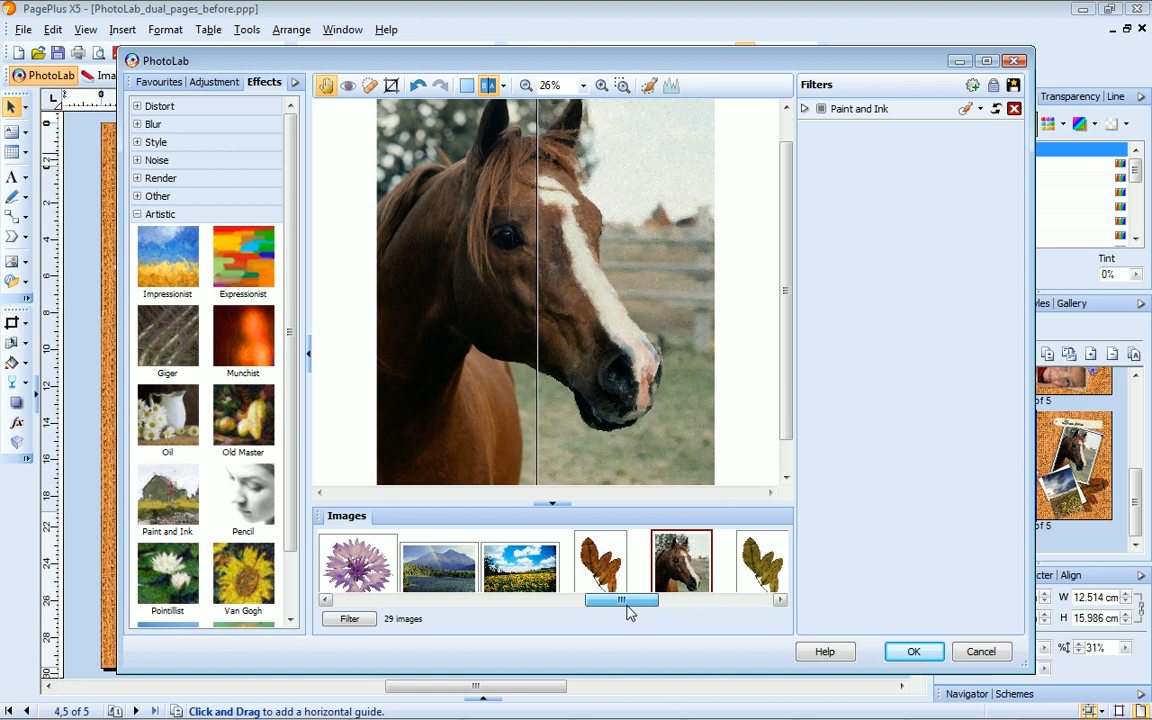 PagePlus X5 - [PhotoLab_dual_pages_before.ppp]
File Edit View Insert Format Table Tools Arrange Window Help
PhotoLab Ima
PhotoLab
Favourites Adjustment Effects
26%
Filters
Paint and Ink
Transparency Line
Distort
Blur
Style
Noise
Render
Other
Artistic
Impressionist Expressionist
Giger Munchist
Oil Old Master
Paint and Ink Pencil
Pointillist Van Gogh
Tint
0%
yles Gallery
of 5
of 5
Images
Filter 29 images
Help OK Cancel
cter Align
W 12.514 cm
H 15.986 cm
31%
Navigator Schemes
4,5 of 5 Click and Drag to add a horizontal guide.